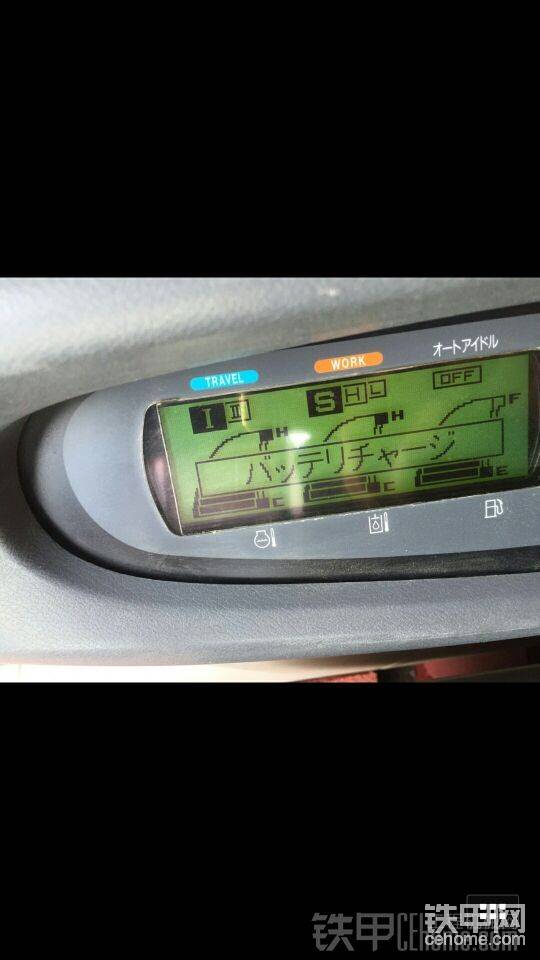 オートアイドル
WORK
TRAVEL
OFF
S H L
I II
H H F
バッテリチャージ
C C E
铁甲网
cehome.com